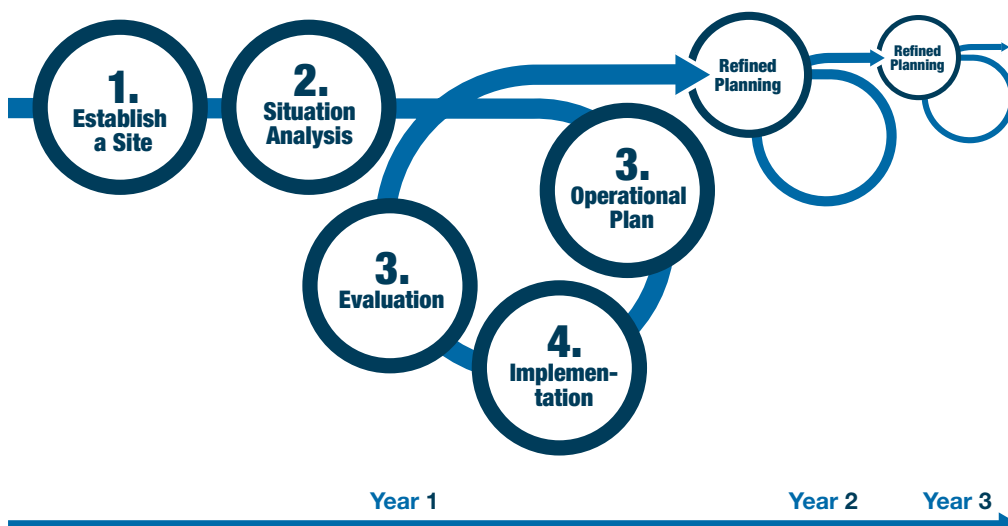 1.
Establish
a Site
2.
Situation
Analysis
3.
Operational
Plan
4.
Implemen-
tation
3.
Evaluation
Refined
Planning
Refined
Planning
Year 1
Year 2
Year 3